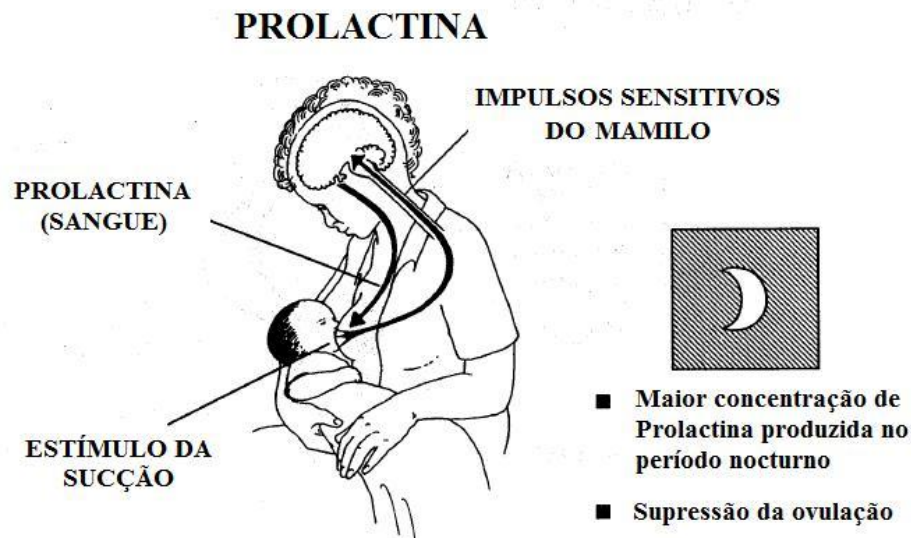 PROLACTINA
IMPULSOS SENSITIVOS
DO MAMILO
PROLACTINA
(SANGUE)
ESTÍMULO DA
SUCÇÃO
■ Maior concentração de
Prolactina produzida no
período nocturno
■ Supressão da ovulação